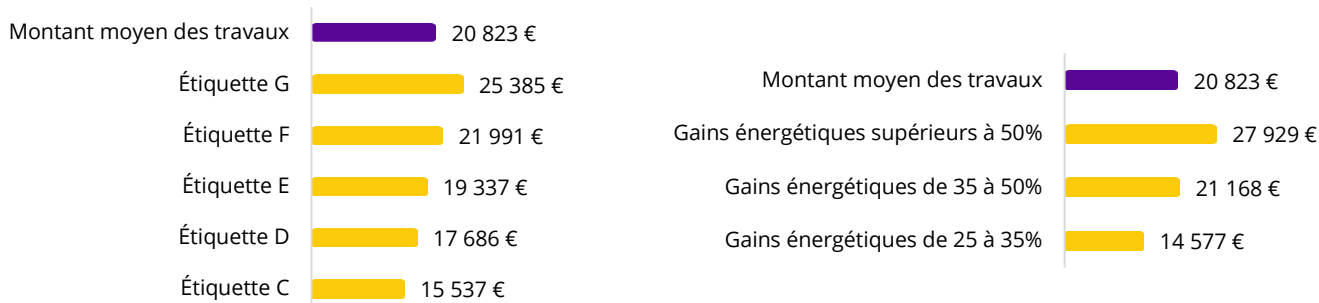 Montant moyen des travaux 20 823 €
Étiquette G 25 385 €
Étiquette F 21 991 €
Étiquette E 19 337 €
Étiquette D 17 686 €
Étiquette C 15 537 €
Montant moyen des travaux 20 823 €
Gains énergétiques supérieurs à 50% 27 929 €
Gains énergétiques de 35 à 50% 21 168 €
Gains énergétiques de 25 à 35% 14 577 €